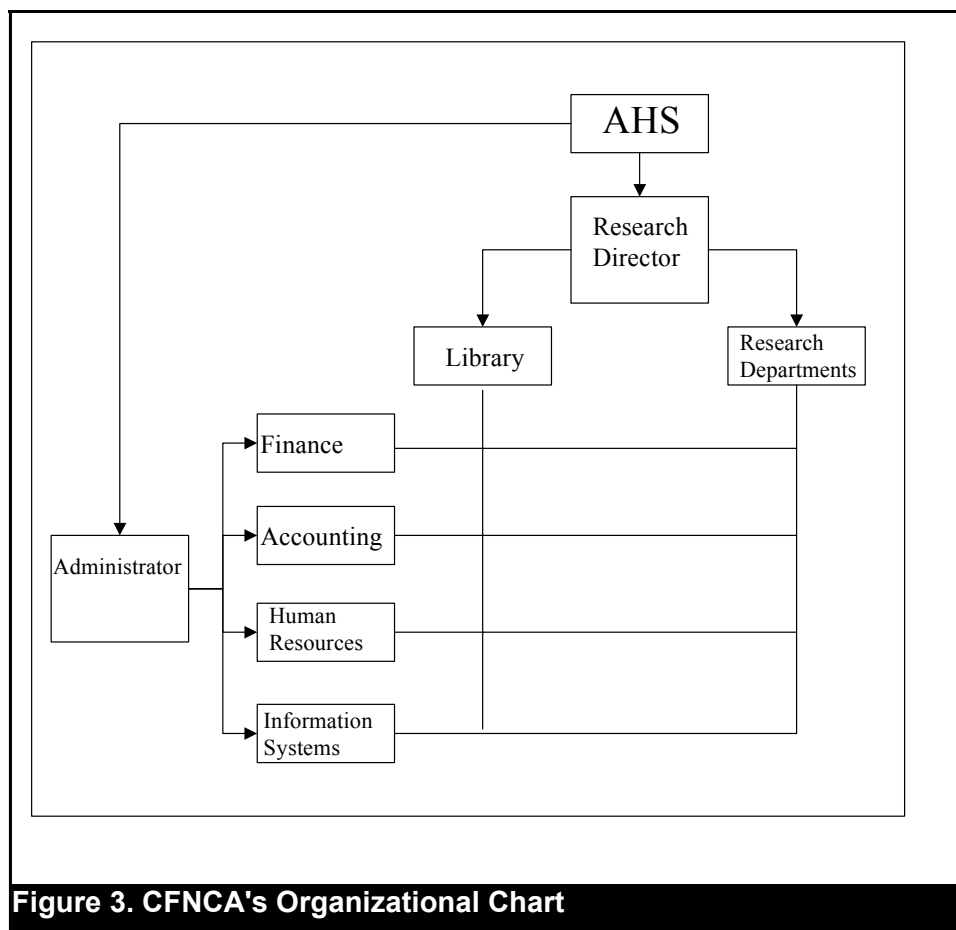 AHS
Research
Director
Library
Research
Departments
Finance
Accounting
Administrator
Human
Resources
Information
Systems
Figure 3. CFNCA's Organizational Chart